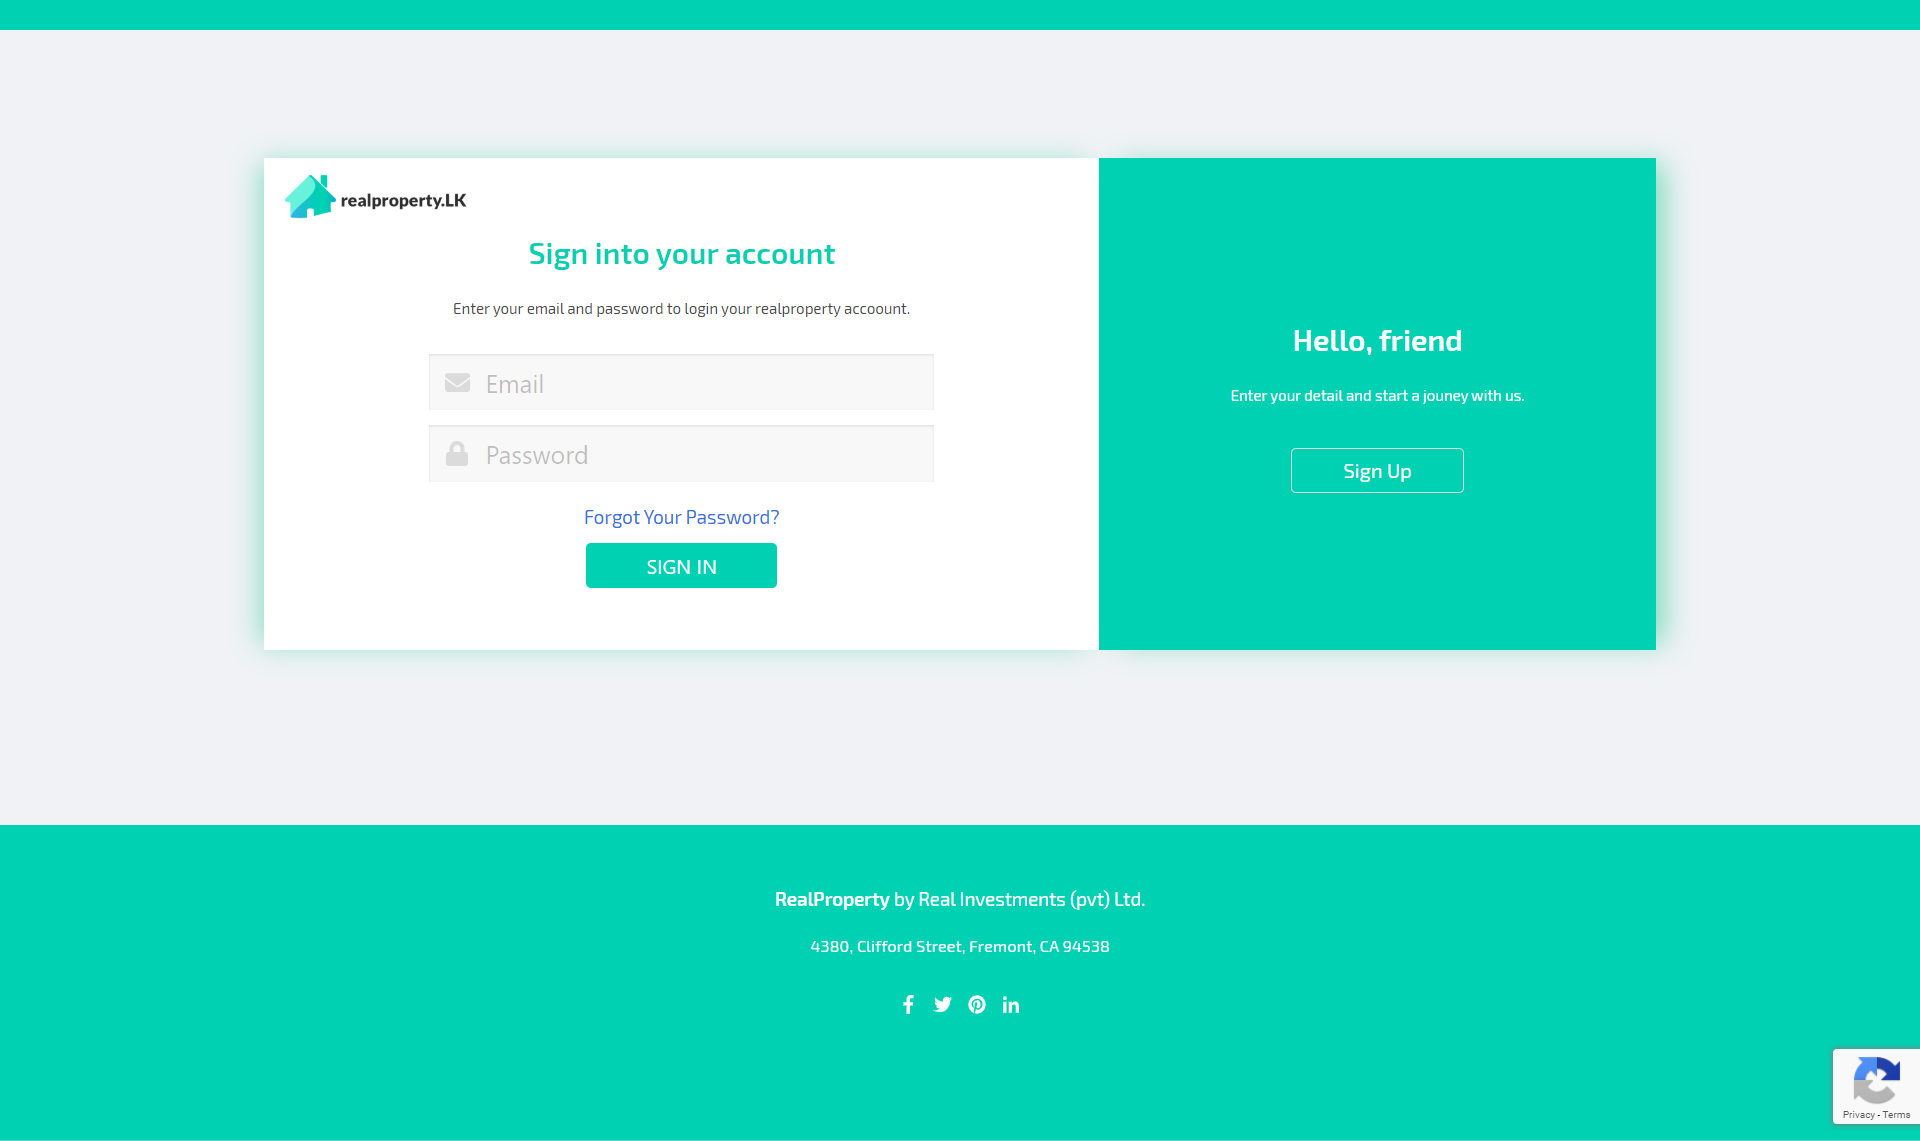 realproperty.LK
Sign into your account
Enter your email and password to login your realproperty accoount.
Email
Password
Forgot Your Password?
SIGN IN
Hello, friend
Enter your detail and start a jouney with us.
Sign Up
RealProperty by Real Investments (pvt) Ltd.
4380, Clifford Street, Fremont, CA 94538
Privacy - Terms